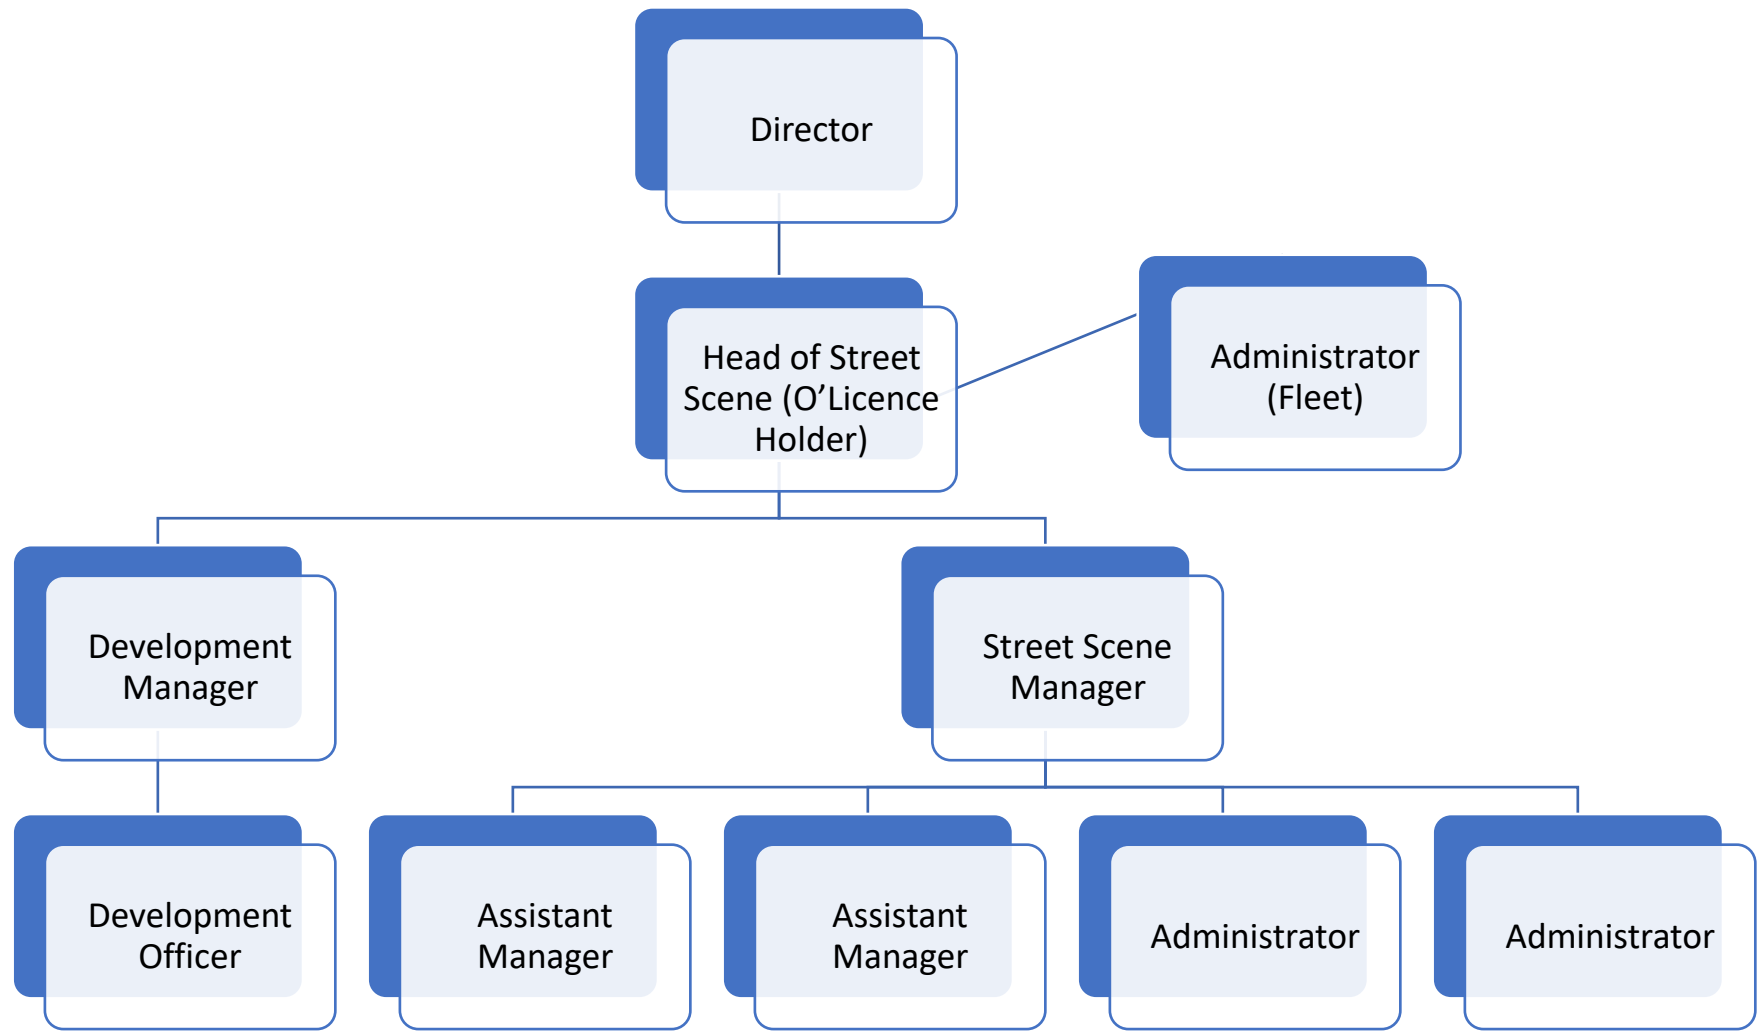 Director
Head of Street
Scene (O’Licence
Holder)
Administrator
(Fleet)
Development
Manager
Street Scene
Manager
Development
Officer
Assistant
Manager
Assistant
Manager
Administrator
Administrator